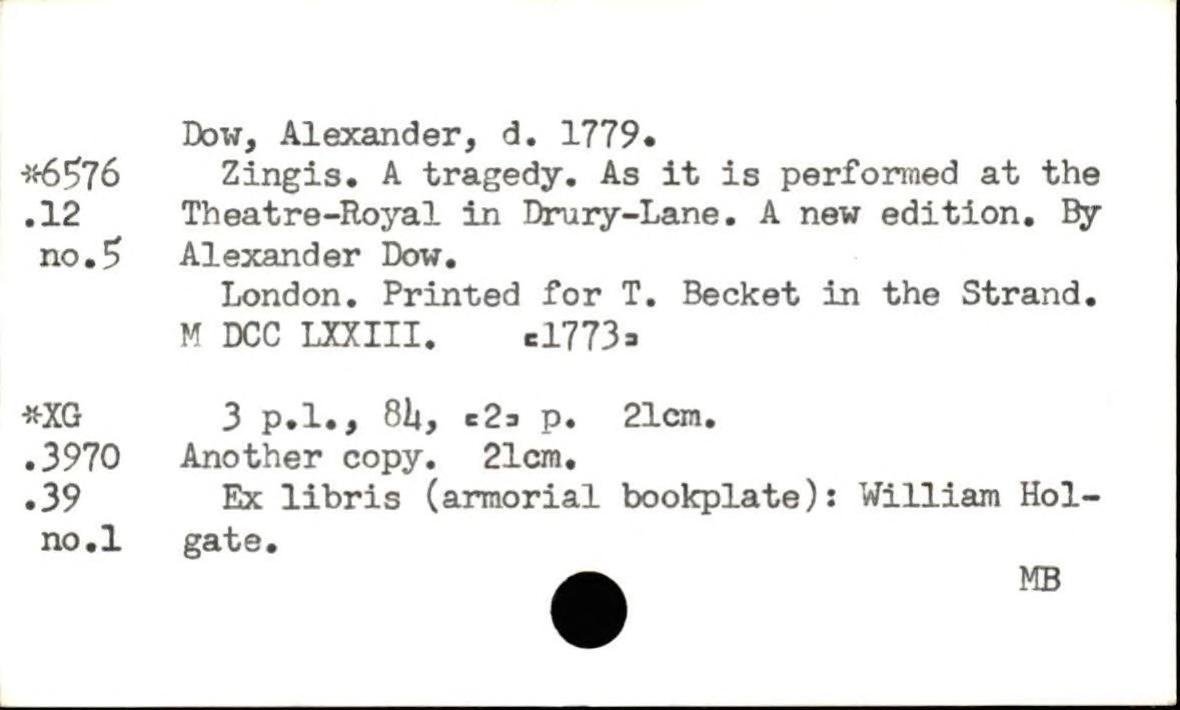 Dow, Alexander, d. 1779.
*6576 Zingis. A tragedy. As it is performed at the
.12 Theatre-Royal in Drury-Lane. A new edition. By
no.5 Alexander Dow.
London. Printed for T. Becket in the Strand.
M DCC LXXIII. [1773]
*XG 3 p.l., 84, [2] p. 21cm.
.3970 Another copy. 21cm.
.39 Ex libris (armorial bookplate): William Hol-
no.1 gate.
MB